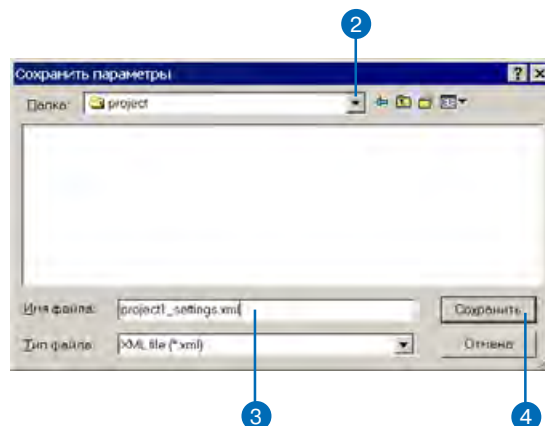 2
Сохранить параметры
Папка: project
Имя файла: project1_settings.xml Сохранить
Тип файла: XML file (*.xml) Отмена
3 4